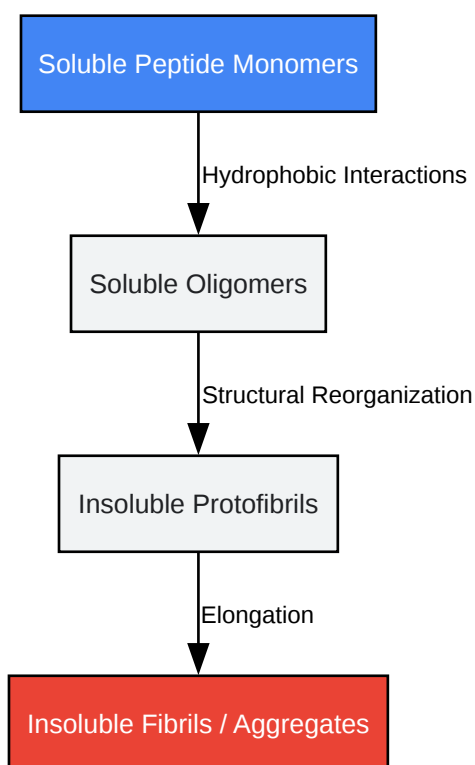 Soluble Peptide Monomers
Hydrophobic Interactions
Soluble Oligomers
Structural Reorganization
Insoluble Protofibrils
Elongation
Insoluble Fibrils / Aggregates